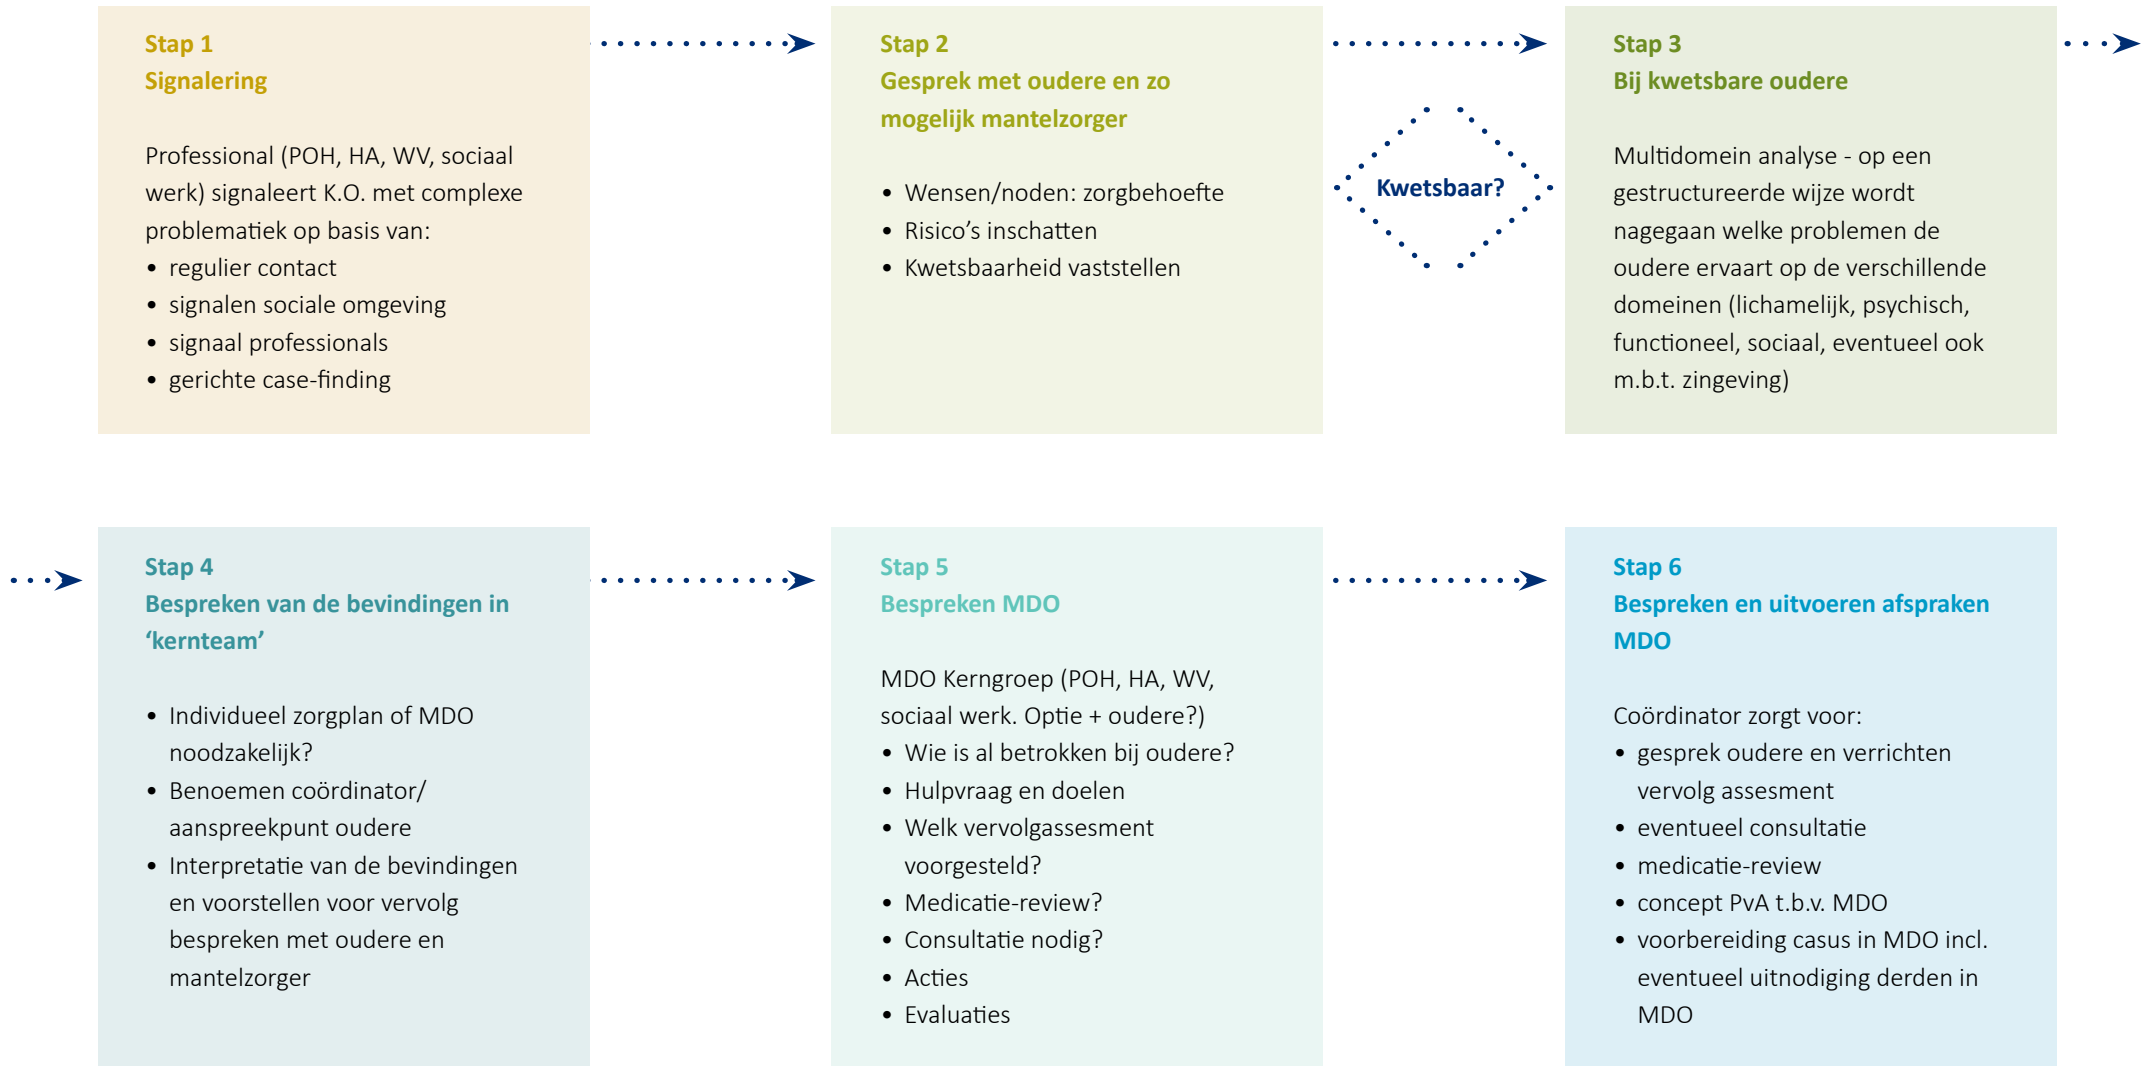 Stap 1
Signalering
Professional (POH, HA, WV, sociaal
werk) signaleert K.O. met complexe
problematiek op basis van:
• regulier contact
• signalen sociale omgeving
• signaal professionals
• gerichte case-finding
Stap 2
Gesprek met oudere en zo
mogelijk mantelzorger
• Wensen/noden: zorgbehoefte
• Risico’s inschatten
• Kwetsbaarheid vaststellen
Kwetsbaar?
Stap 3
Bij kwetsbare oudere
Multidomein analyse - op een
gestructureerde wijze wordt
nagegaan welke problemen de
oudere ervaart op de verschillende
domeinen (lichamelijk, psychisch,
functioneel, sociaal, eventueel ook
m.b.t. zingeving)
Stap 4
Bespreken van de bevindingen in
‘kernteam’
• Individueel zorgplan of MDO
noodzakelijk?
• Benoemen coördinator/
aanspreekpunt oudere
• Interpretatie van de bevindingen
en voorstellen voor vervolg
bespreken met oudere en
mantelzorger
Stap 5
Bespreken MDO
MDO Kerngroep (POH, HA, WV,
sociaal werk. Optie + oudere?)
• Wie is al betrokken bij oudere?
• Hulpvraag en doelen
• Welk vervolgassesment
voorgesteld?
• Medicatie-review?
• Consultatie nodig?
• Acties
• Evaluaties
Stap 6
Bespreken en uitvoeren afspraken
MDO
Coördinator zorgt voor:
• gesprek oudere en verrichten
vervolg assesment
• eventueel consultatie
• medicatie-review
• concept PvA t.b.v. MDO
• voorbereiding casus in MDO incl.
eventueel uitnodiging derden in
MDO